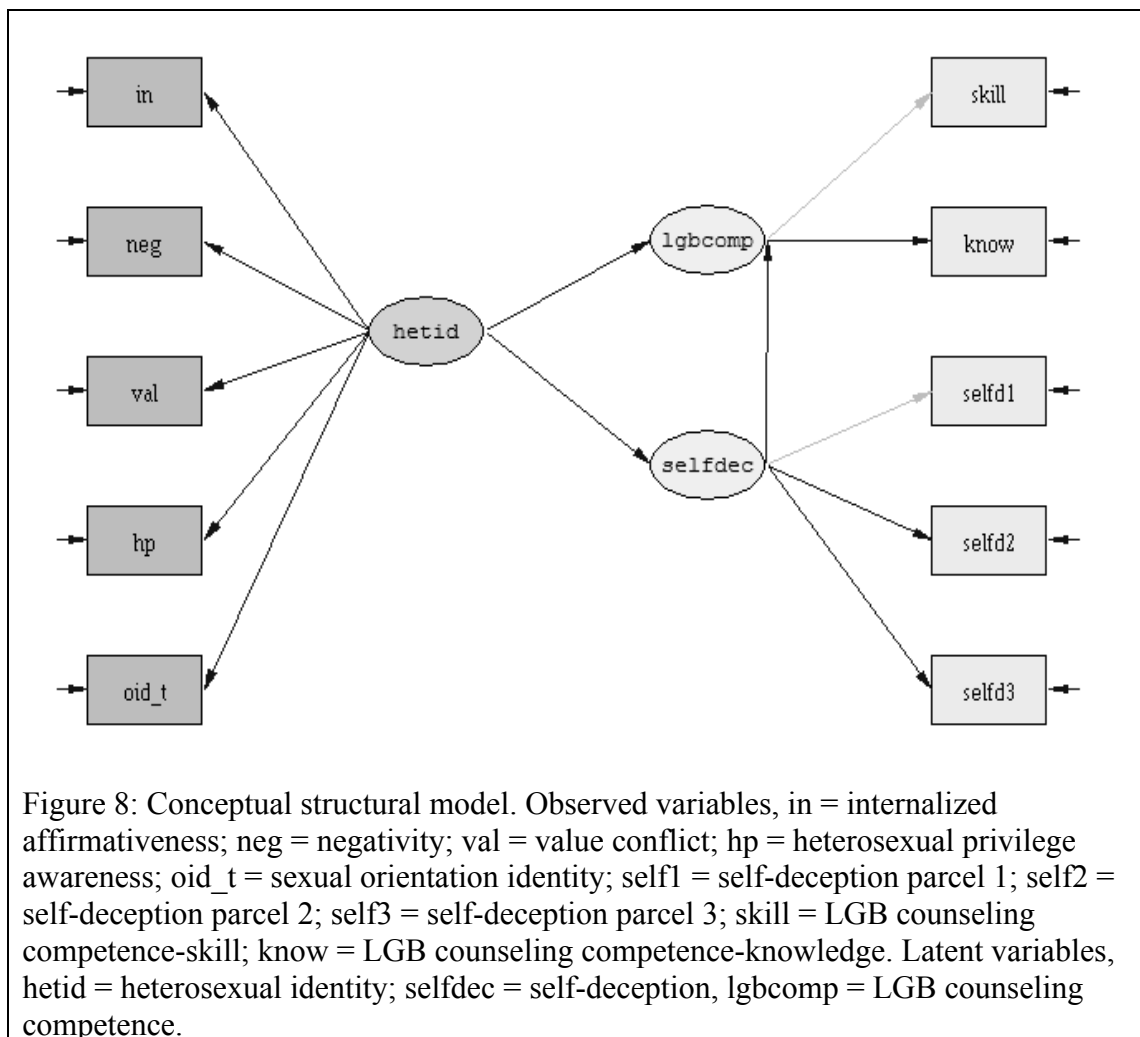 in
skill
neg
lgbcomp
know
hetid
val
selfd1
selfdec
hp
selfd2
oid_t
selfd3
Figure 8: Conceptual structural model. Observed variables, in = internalized
affirmativeness; neg = negativity; val = value conflict; hp = heterosexual privilege
awareness; oid_t = sexual orientation identity; self1 = self-deception parcel 1; self2 =
self-deception parcel 2; self3 = self-deception parcel 3; skill = LGB counseling
competence-skill; know = LGB counseling competence-knowledge. Latent variables,
hetid = heterosexual identity; selfdec = self-deception, lgbcomp = LGB counseling
competence.